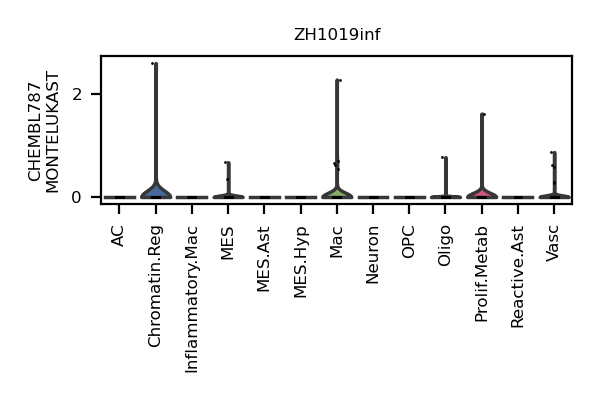 ZH1019inf
CHEMBL787
MONTELUKAST
2
0
AC
Chromatin.Reg
Inflammatory.Mac
MES
MES.Ast
MES.Hyp
Mac
Neuron
OPC
Oligo
Prolif.Metab
Reactive.Ast
Vasc